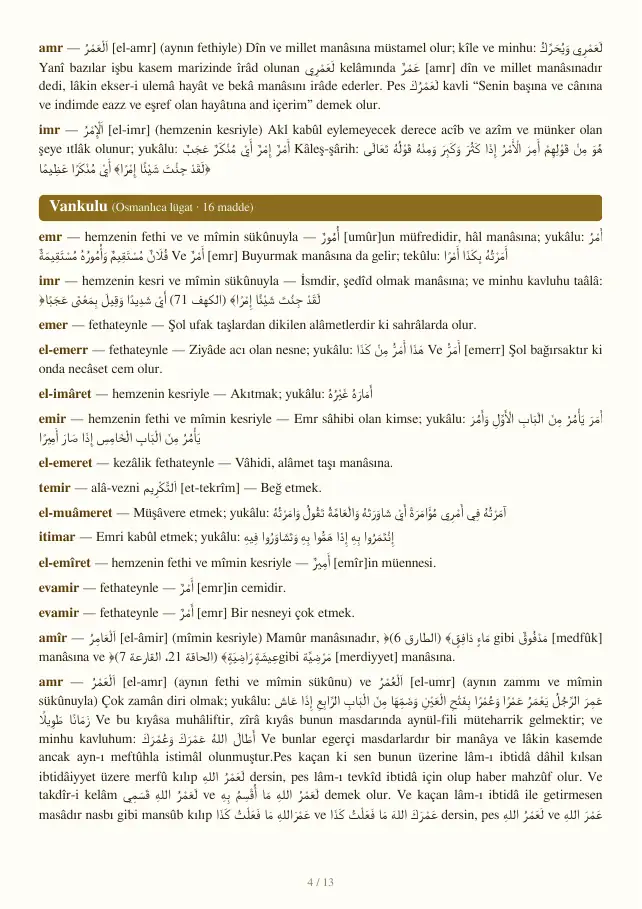 amr — اَلْعَمْرُ [el-amr] (aynın fethiyle) Dîn ve millet manâsına müstamel olur; kîle ve minhu: لَعَمْرِي وَيُحَرَّكُ
Yanî bazılar işbu kasem marizinde îrâd olunan لَعَمْرِي kelâmında عَمْرٌ [amr] dîn ve millet manâsınadır
dedi, lâkin ekser-i ulemâ hayât ve bekâ manâsını irâde ederler. Pes لَعَمْرُكَ kavli “Senin başına ve cânına
ve indimde eazz ve eşref olan hayâtına and içerim” demek olur.
imr — اَلْإِمْرُ [el-imr] (hemzenin kesriyle) Akl kabûl eylemeyecek derece acîb ve azîm ve münker olan
şeye ıtlâk olunur; yukâlu: أَمْرٌ إِمْرٌ أَيْ مُنْكَرٌ عَجَبٌ Kâleş-şârih: هُوَ مِنْ قَوْلِهِمْ أَمِرَ الْأَمْرُ إِذَا كَثُرَ وَكَبِرَ وَمِنْهُ قَوْلُهُ تَعَالَى
﴿لَقَدْ جِئْتَ شَيْئًا إِمْرًا﴾ أَيْ مُنْكَرًا عَظِيمًا
Vankulu (Osmanlıca lügat · 16 madde)
emr — hemzenin fethi ve ve mîmin sükûnuyla — أُمُورٌ [umûr]un müfredidir, hâl manâsına; yukâlu: أَمْرُ
فُلَانٍ مُسْتَقِيمٌ وَأُمُورُهُ مُسْتَقِيمَةٌ Ve أَمْرٌ [emr] Buyurmak manâsına da gelir; tekûlu: أَمَرْتُهُ بِكَذَا أَمْرًا
imr — hemzenin kesri ve mîmin sükûnuyla — İsmdir, şedîd olmak manâsına; ve minhu kavluhu taâlâ:
﴿لَقَدْ جِئْتَ شَيْئًا إِمْرًا﴾ (الكهف 71) أَيْ شَدِيدًا وَقِيلَ بِمَعْنَى عَجَبًا
emer — fethateynle — Şol ufak taşlardan dikilen alâmetlerdir ki sahrâlarda olur.
el-emerr — fethateynle — Ziyâde acı olan nesne; yukâlu: هَذَا أَمَرُّ مِنْ كَذَا Ve أَمَرُّ [emerr] Şol bağırsaktır ki
onda necâset cem olur.
el-imâret — hemzenin kesriyle — Akıtmak; yukâlu: أَمَارَهُ غَيْرُهُ
emir — hemzenin fethi ve mîmin kesriyle — Emr sâhibi olan kimse; yukâlu: أَمَرَ يَأْمُرُ مِنْ الْبَابِ الْأَوَّلِ وَأَمُرَ
يَأْمُرُ مِنْ الْبَابِ الْخَامِسِ إِذَا صَارَ أَمِيرًا
el-emeret — kezâlik fethateynle — Vâhidi, alâmet taşı manâsına.
temir — alâ-vezni اَلتَّكْرِيم [et-tekrîm] — Beğ etmek.
el-muâmeret — Müşâvere etmek; yukâlu: آمَرْتُهُ فِي أَمْرِي مُؤَامَرَةً أَيْ شَاوَرْتُهُ وَالْعَامَّةُ تَقُولُ وَامَرْتُهُ
itimar — Emri kabûl etmek; yukâlu: اِئْتَمَرُوا بِهِ إِذَا هَمُّوا بِهِ وَتَشَاوَرُوا فِيهِ
el-emîret — hemzenin fethi ve mîmin kesriyle — أَمِيرٌ [emîr]in müennesi.
evamir — fethateynle — أَمْرٌ [emr]in cemidir.
evamir — fethateynle — أَمْرٌ [emr] Bir nesneyi çok etmek.
amîr — اَلْعَامِرُ [el-âmir] (mîmin kesriyle) Mamûr manâsınadır, ﴿مَاءٍ دَافِقٍ﴾ (الطارق 6) gibi مَدْفُوقٌ [medfûk]
manâsına ve ﴿عِيشَةٍ رَاضِيَةٍ﴾ (الحاقة 21، القارعة 7) gibi مَرْضِيَّة [merdiyyet] manâsına.
amr — اَلْعَمْرُ [el-amr] (aynın fethi ve mîmin sükûnu) ve اَلْعُمْرُ [el-umr] (aynın zammı ve mîmin
sükûnuyla) Çok zamân diri olmak; yukâlu: عَمِرَ الرَّجُلُ يَعْمَرُ عَمْرًا وَعُمْرًا بِفَتْحِ الْعَيْنِ وَضَمِّهَا مِنْ الْبَابِ الرَّابِعِ إِذَا عَاشَ
زَمَانًا طَوِيلًا Ve bu kıyâsa muhâliftir, zîrâ kıyâs bunun masdarında aynül-fili müteharrik gelmektir; ve
minhu kavluhum: أَطَالَ اللهُ عَمْرَكَ وَعُمْرَكَ Ve bunlar egerçi masdarlardır bir manâya ve lâkin kasemde
ancak ayn-ı meftûhla istimâl olunmuştur.Pes kaçan ki sen bunun üzerine lâm-ı ibtidâ dâhil kılsan
ibtidâiyyet üzere merfû kılıp لَعَمْرُ اللهِ dersin, pes lâm-ı tevkîd ibtidâ için olup haber mahzûf olur. Ve
takdîr-i kelâm لَعَمْرُ اللهِ قَسَمِي ve لَعَمْرُ اللهِ مَا أُقْسِمُ بِهِ demek olur. Ve kaçan lâm-ı ibtidâ ile getirmesen
masâdır nasbı gibi mansûb kılıp عَمْرَاللهِ مَا فَعَلْتُ كَذَا ve عَمْرَكَ اللهَ مَا فَعَلْتُ كَذَا dersin, pes لَعَمْرُ اللهِ ve عَمْرَ اللهِ
4 / 13